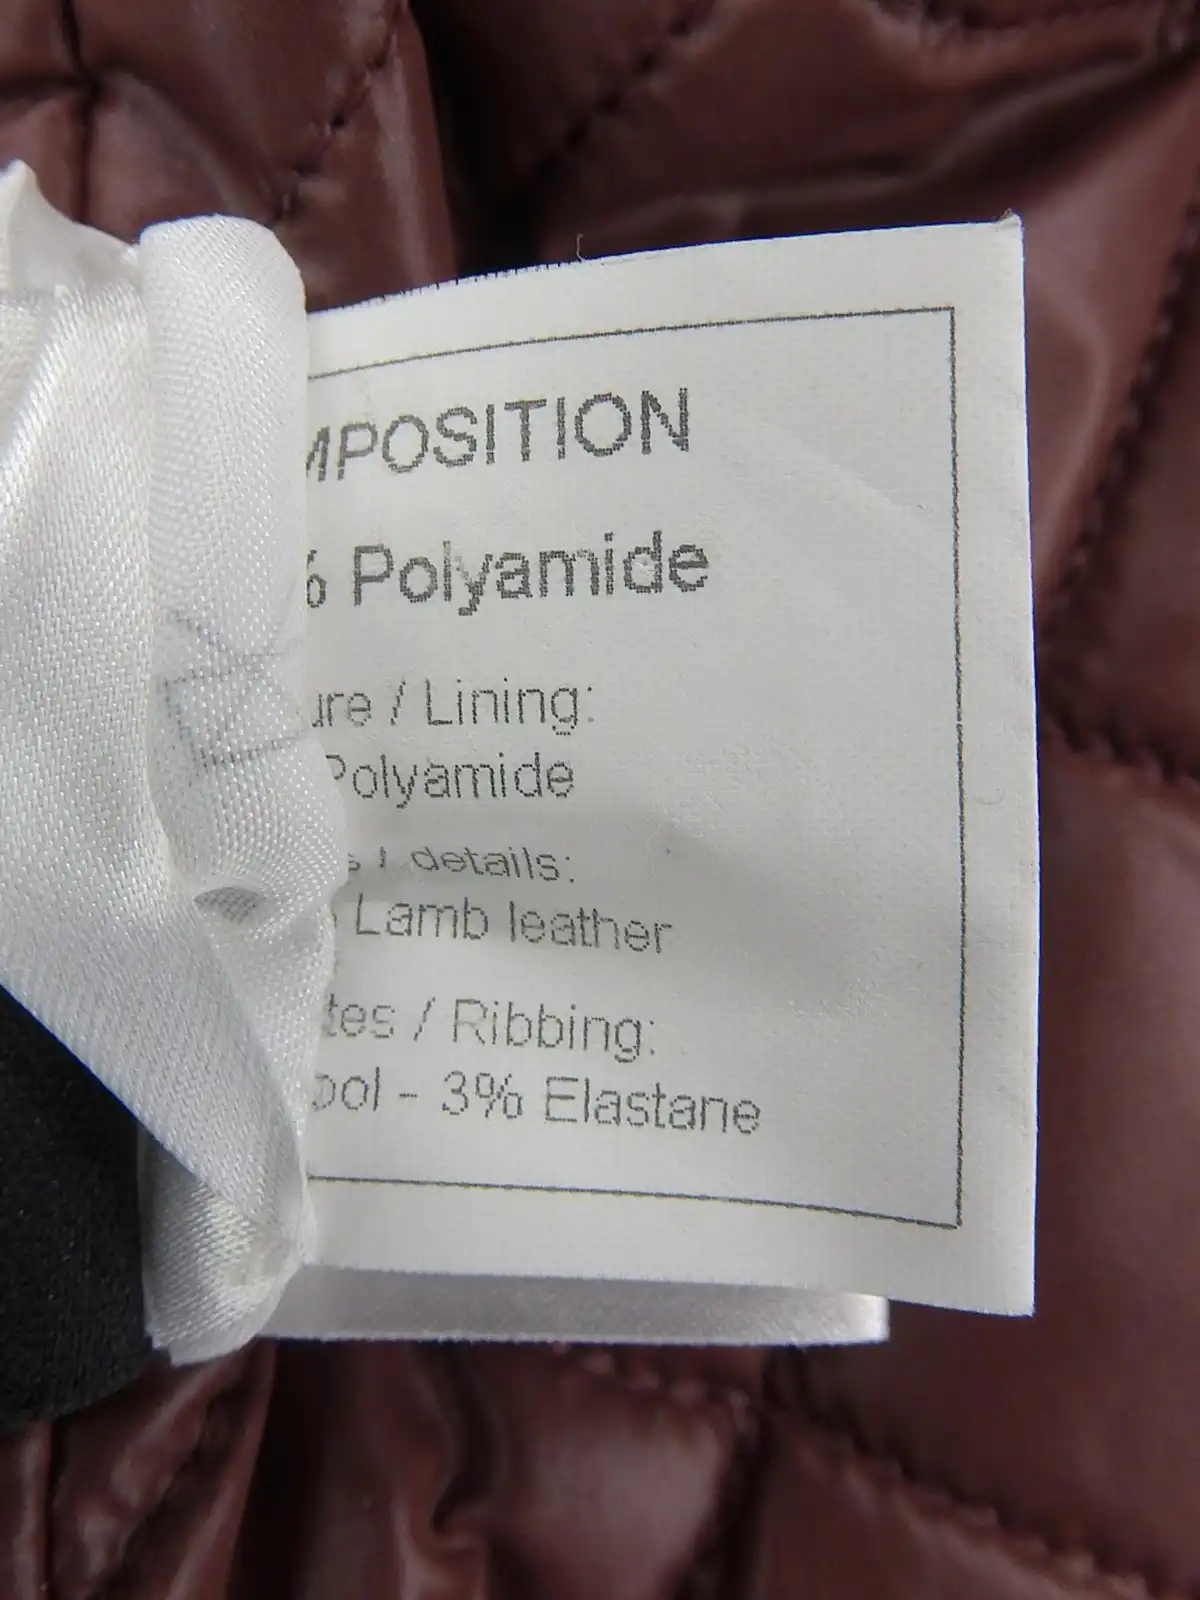 MPOSITION
% Polyamide
ure / Lining:
Polyamide
s / details:
Lamb leather
tes / Ribbing:
ool - 3% Elastane